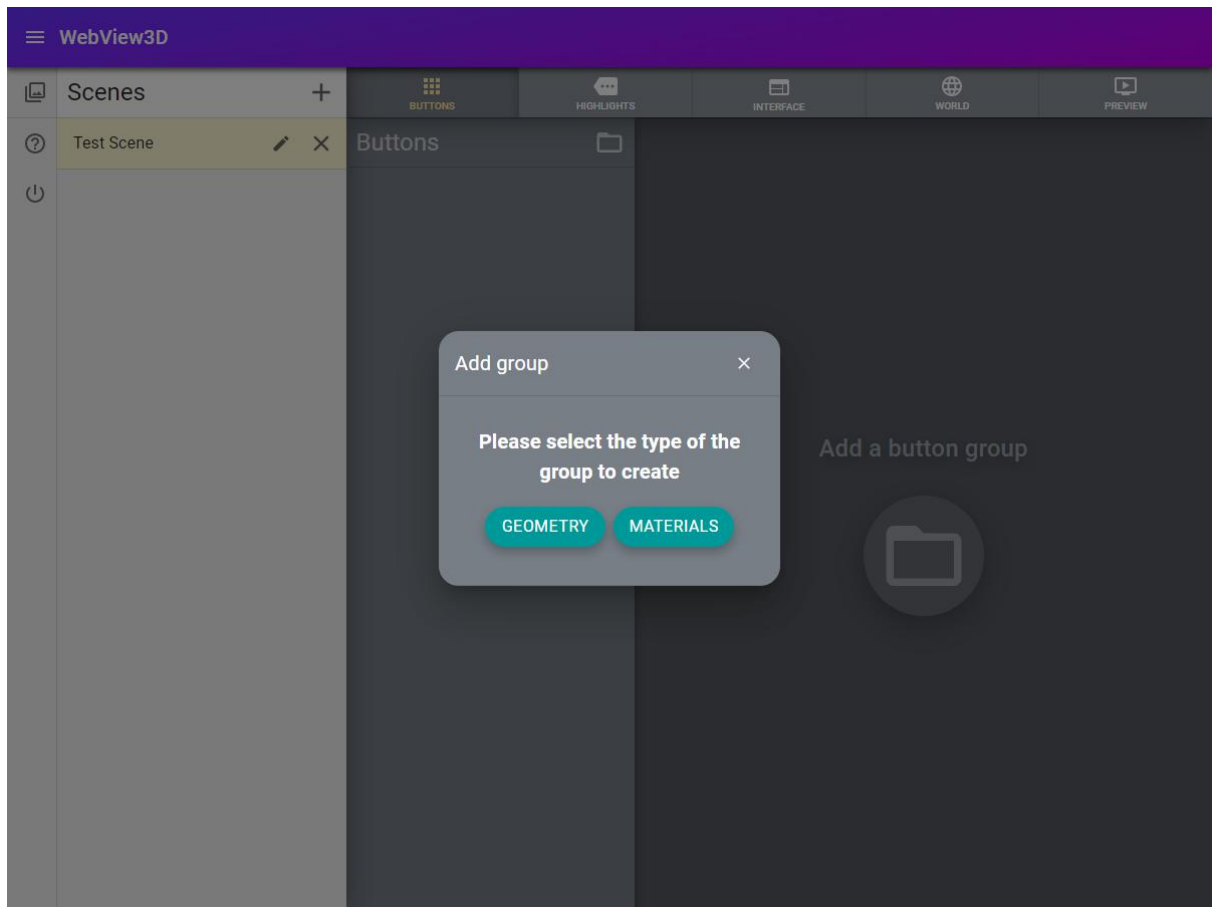 WebView3D
Scenes
BUTTONS
HIGHLIGHTS
INTERFACE
WORLD
PREVIEW
Test Scene
Buttons
Add group
Please select the type of the
group to create
GEOMETRY
MATERIALS
Add a button group